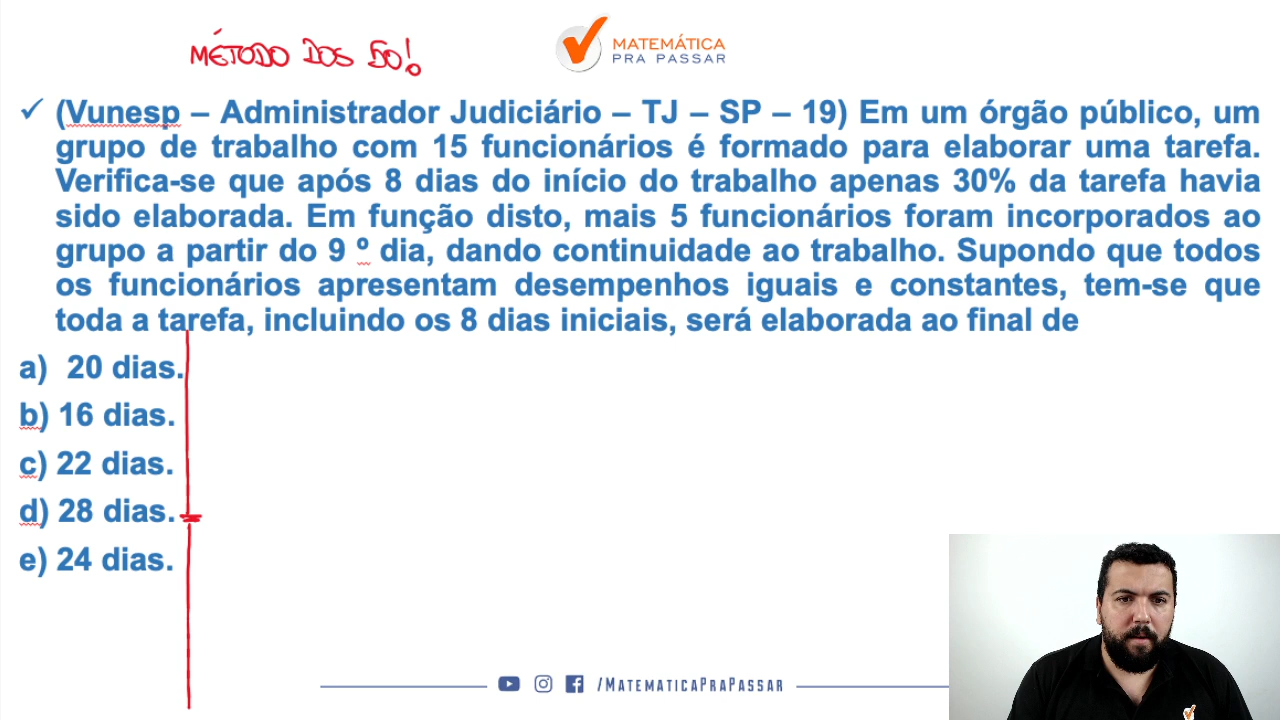 MÉTODO DOS 50!
MATEMÁTICA
PRA PASSAR
✓ (Vunesp – Administrador Judiciário – TJ – SP – 19) Em um órgão público, um
grupo de trabalho com 15 funcionários é formado para elaborar uma tarefa.
Verifica-se que após 8 dias do início do trabalho apenas 30% da tarefa havia
sido elaborada. Em função disto, mais 5 funcionários foram incorporados ao
grupo a partir do 9 º dia, dando continuidade ao trabalho. Supondo que todos
os funcionários apresentam desempenhos iguais e constantes, tem-se que
toda a tarefa, incluindo os 8 dias iniciais, será elaborada ao final de
a) 20 dias.
b) 16 dias.
c) 22 dias.
d) 28 dias.
e) 24 dias.
/MATEMATICAPRAPASSAR